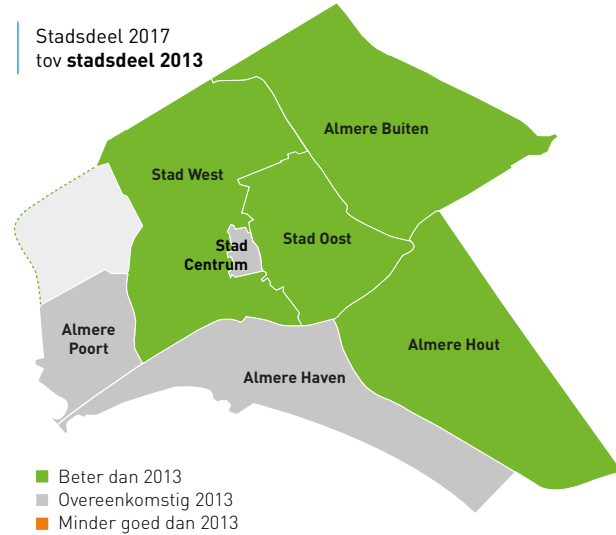 Stadsdeel 2017
tov stadsdeel 2013
Almere Buiten
Stad West
Stad Oost
Stad
Centrum
Almere
Poort
Almere Hout
Almere Haven
Beter dan 2013
Overeenkomstig 2013
Minder goed dan 2013